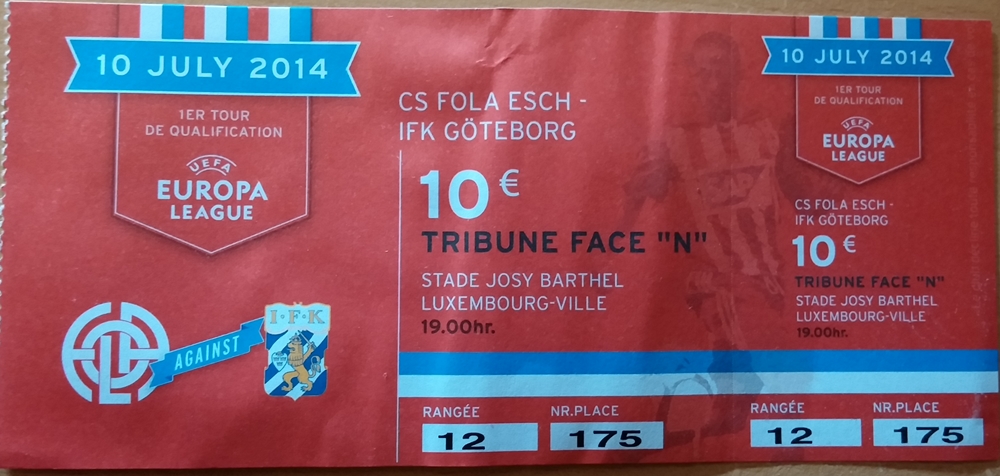 10 JULY 2014
1ER TOUR
DE QUALIFICATION
UEFA
EUROPA
LEAGUE
AGAINST
I·F·K
CS FOLA ESCH -
IFK GÖTEBORG
10 €
TRIBUNE FACE "N"
STADE JOSY BARTHEL
LUXEMBOURG-VILLE
19.00hr.
RANGÉE NR.PLACE
12 175
10 JULY 2014
1ER TOUR
DE QUALIFICATION
UEFA
EUROPA
LEAGUE
CS FOLA ESCH -
IFK GÖTEBORG
10 €
TRIBUNE FACE "N"
STADE JOSY BARTHEL
LUXEMBOURG-VILLE
19.00hr.
RANGÉE NR.PLACE
12 175